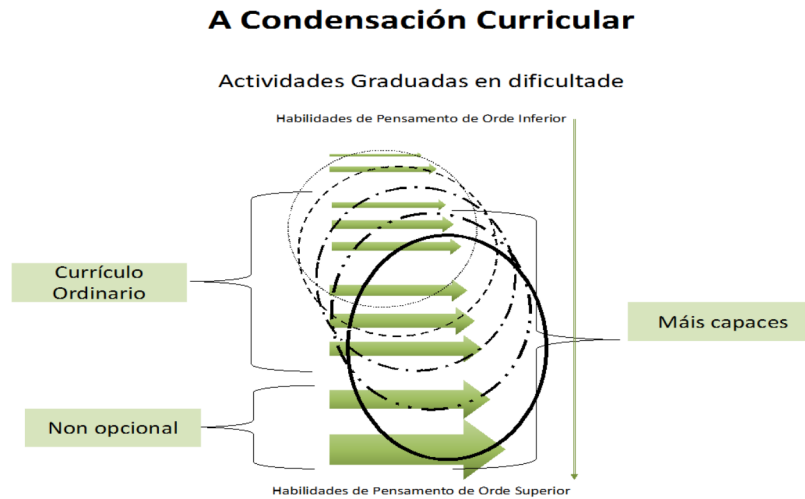 A Condensación Curricular
Actividades Graduadas en dificultade
Habilidades de Pensamento de Orde Inferior
Currículo
Ordinario
Máis capaces
Non opcional
Habilidades de Pensamento de Orde Superior